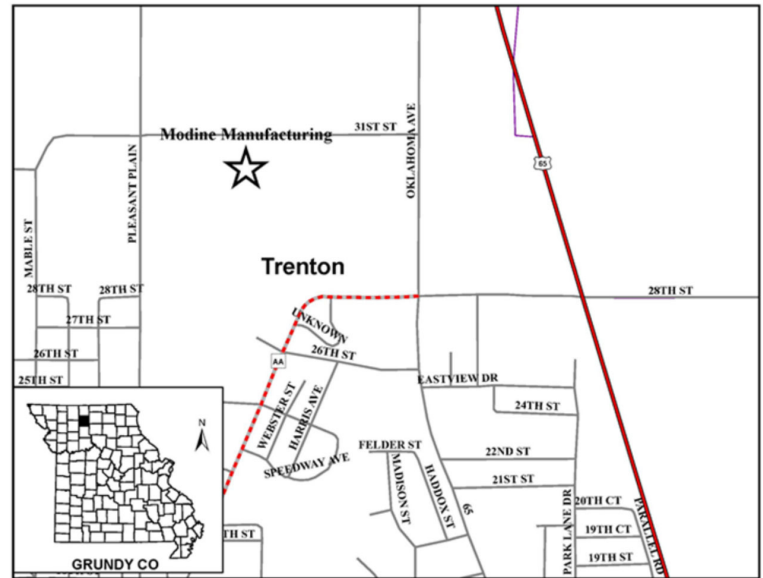 31ST ST
Modine Manufacturing
OKLAHOMA AVE
PLEASANT PLAIN
65
MABLE ST
Trenton
28TH ST
28TH ST
28TH ST
27TH ST
UNKNOWN
26TH ST
26TH ST
AA
25TH ST
EASTVIEW DR
24TH ST
WEBSTER ST
HARRIS AVE
N
FELDER ST
22ND ST
SPEEDWAY AVE
MADISON ST
HADDOX ST
21ST ST
65
PARK LANE DR
20TH CT
PARALLEL RD
19TH CT
TH ST
19TH ST
GRUNDY CO